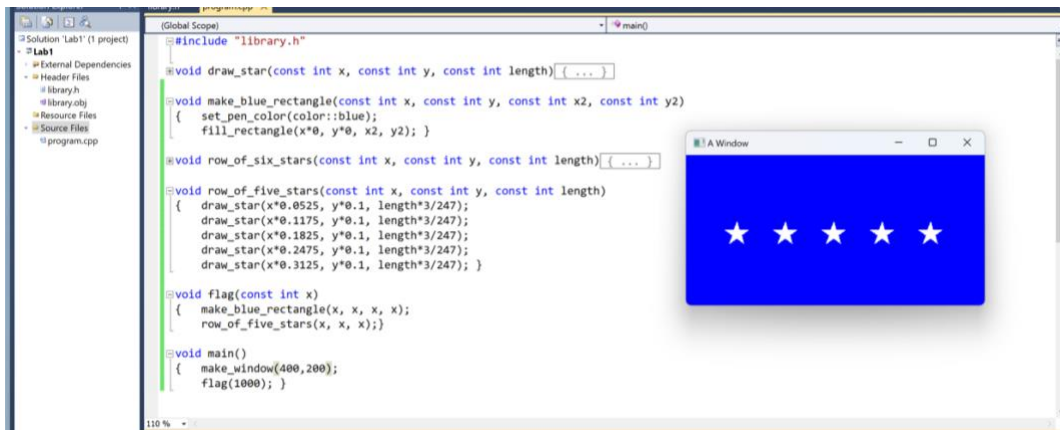 Solution Explorer
library.h program.cpp
(Global Scope) main()
Solution 'Lab1' (1 project)
Lab1
External Dependencies
Header Files
library.h
library.obj
Resource Files
Source Files
program.cpp
#include "library.h"
void draw_star(const int x, const int y, const int length){ ... }
void make_blue_rectangle(const int x, const int y, const int x2, const int y2)
{ set_pen_color(color::blue);
fill_rectangle(x*0, y*0, x2, y2); }
void row_of_six_stars(const int x, const int y, const int length){ ... }
void row_of_five_stars(const int x, const int y, const int length)
{ draw_star(x*0.0525, y*0.1, length*3/247);
draw_star(x*0.1175, y*0.1, length*3/247);
draw_star(x*0.1825, y*0.1, length*3/247);
draw_star(x*0.2475, y*0.1, length*3/247);
draw_star(x*0.3125, y*0.1, length*3/247); }
void flag(const int x)
{ make_blue_rectangle(x, x, x, x);
row_of_five_stars(x, x, x);}
void main()
{ make_window(400,200);
flag(1000); }
110 %
A Window